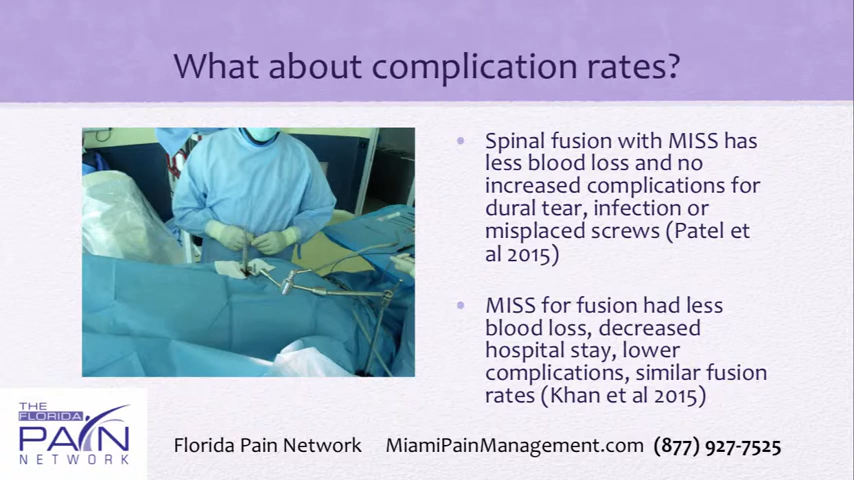 What about complication rates?
• Spinal fusion with MISS has
less blood loss and no
increased complications for
dural tear, infection or
misplaced screws (Patel et
al 2015)
• MISS for fusion had less
blood loss, decreased
hospital stay, lower
complications, similar fusion
rates (Khan et al 2015)
THE
FLORIDA
PAIN
NETWORK
Florida Pain Network MiamiPainManagement.com (877) 927-7525